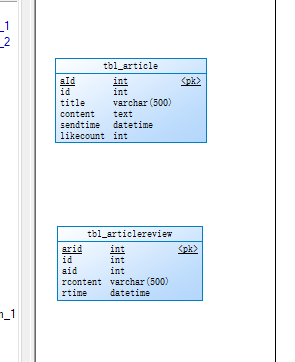 _1
_2
tbl_article
aId int <pk>
id int
title varchar(500)
content text
sendtime datetime
likecount int
tbl_articlereview
arid int <pk>
id int
aid int
rcontent varchar(500)
rtime datetime
_1